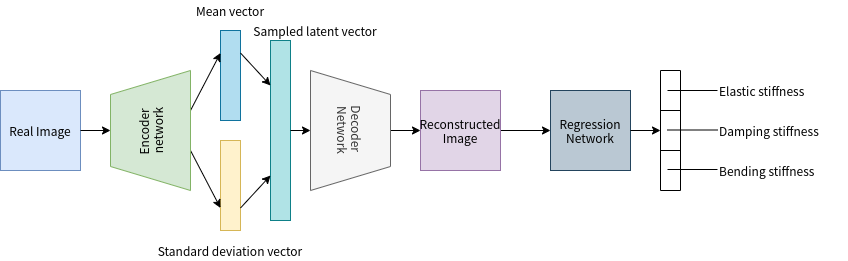 Mean vector
Sampled latent vector
Real Image
Encoder
network
Decoder
Network
Reconstructed
Image
Regression
Network
Elastic stiffness
Damping stiffness
Bending stiffness
Standard deviation vector